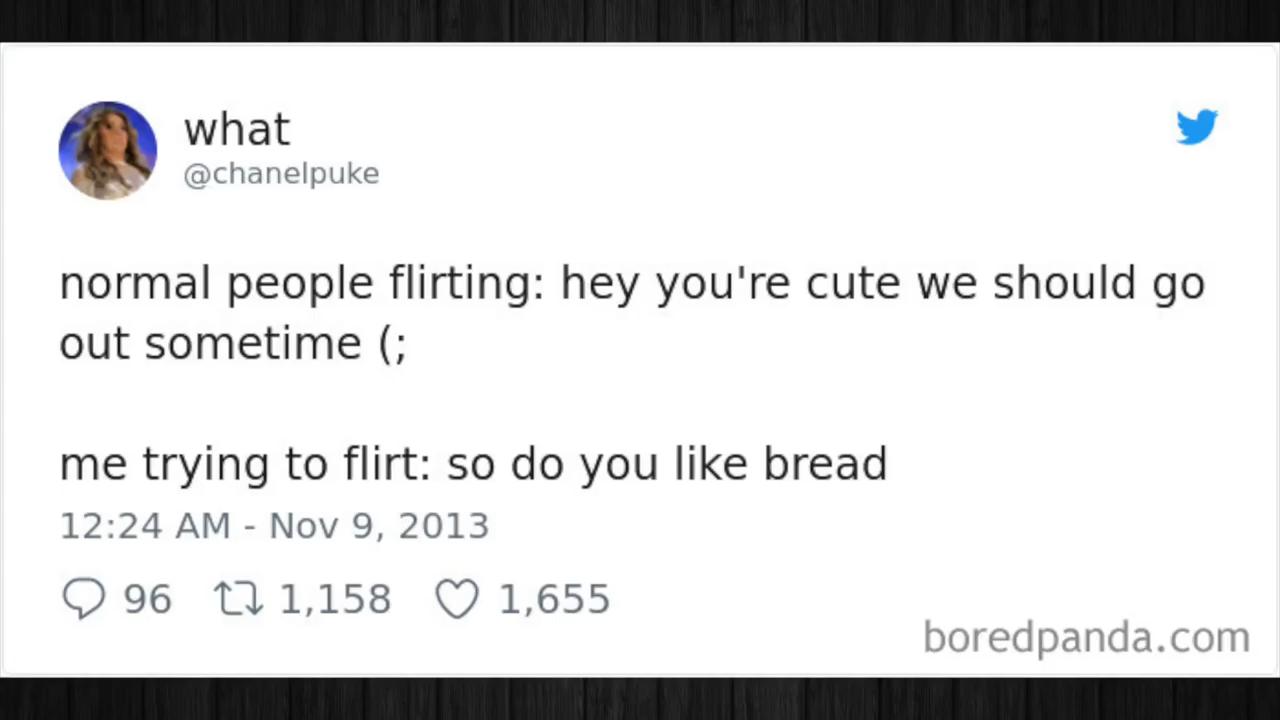 what
@chanelpuke
normal people flirting: hey you're cute we should go
out sometime (;
me trying to flirt: so do you like bread
12:24 AM - Nov 9, 2013
96 1,158 1,655
boredpanda.com